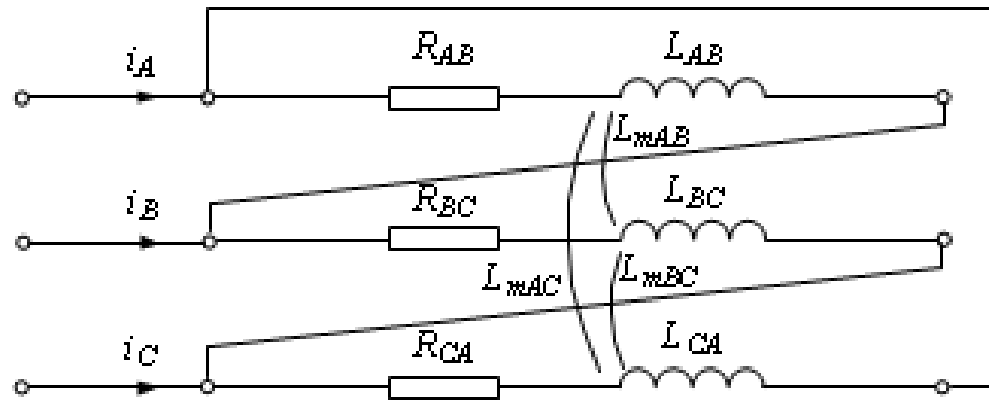 i_A R_AB L_AB
L_mAB
i_B R_BC L_BC
L_mAC L_mBC
i_C R_CA L_CA